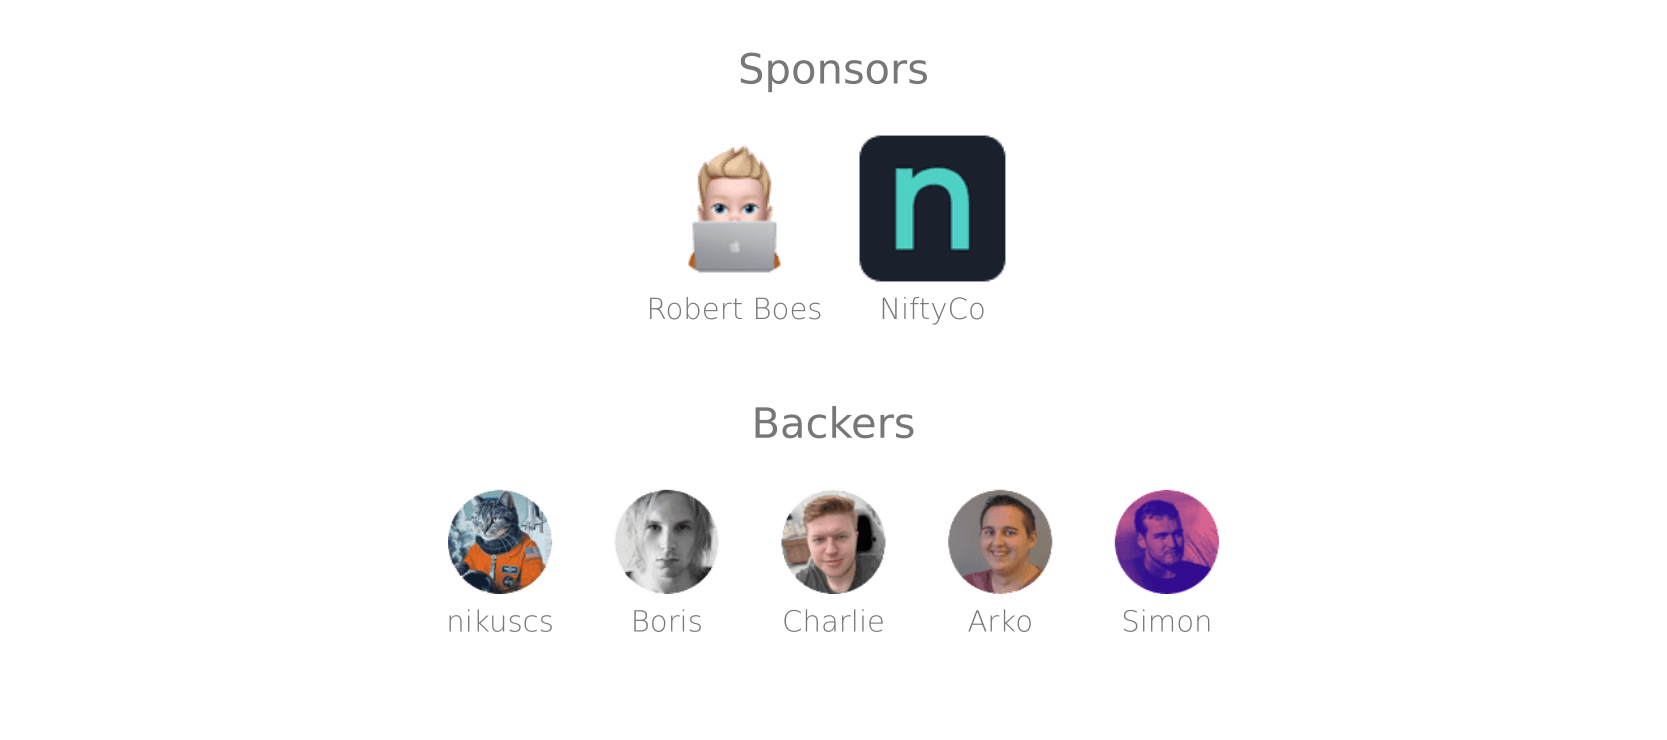 Sponsors
n
Robert Boes
NiftyCo
Backers
nikuscs
Boris
Charlie
Arko
Simon